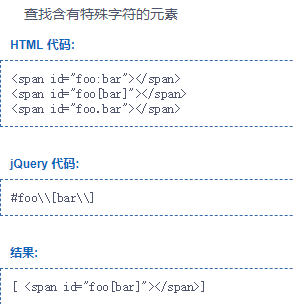 查找含有特殊字符的元素
HTML 代码:
<span id="foo:bar"></span>
<span id="foo[bar]"></span>
<span id="foo.bar"></span>
jQuery 代码:
#foo\\[bar\\]
结果:
[ <span id="foo[bar]"></span>]